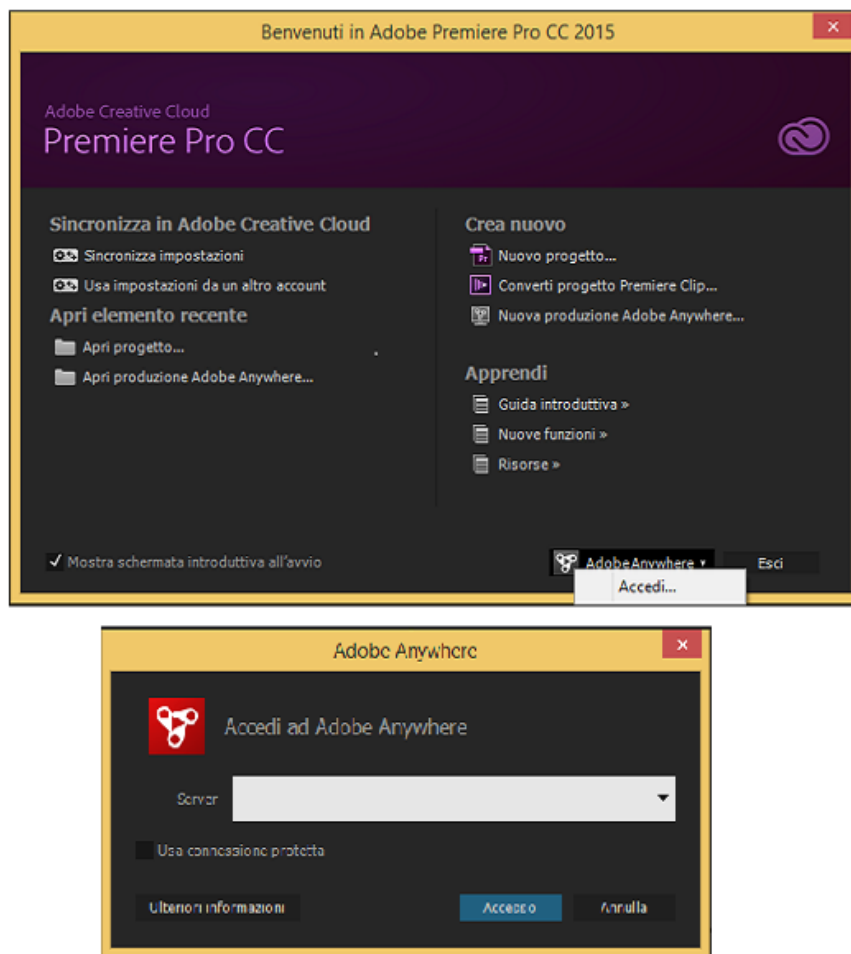 Benvenuti in Adobe Premiere Pro CC 2015
Adobe Creative Cloud
Premiere Pro CC
Sincronizza in Adobe Creative Cloud
Sincronizza impostazioni
Usa impostazioni da un altro account
Apri elemento recente
Apri progetto...
Apri produzione Adobe Anywhere...
Crea nuovo
Nuovo progetto...
Converti progetto Premiere Clip...
Nuova produzione Adobe Anywhere...
Apprendi
Guida introduttiva »
Nuove funzioni »
Risorse »
Mostra schermata introduttiva all'avvio
Adobe Anywhere
Esci
Accedi...
Adobe Anywhere
Accedi ad Adobe Anywhere
Server
Usa connessione protetta
Ulteriori informazioni
Accesso
Annulla